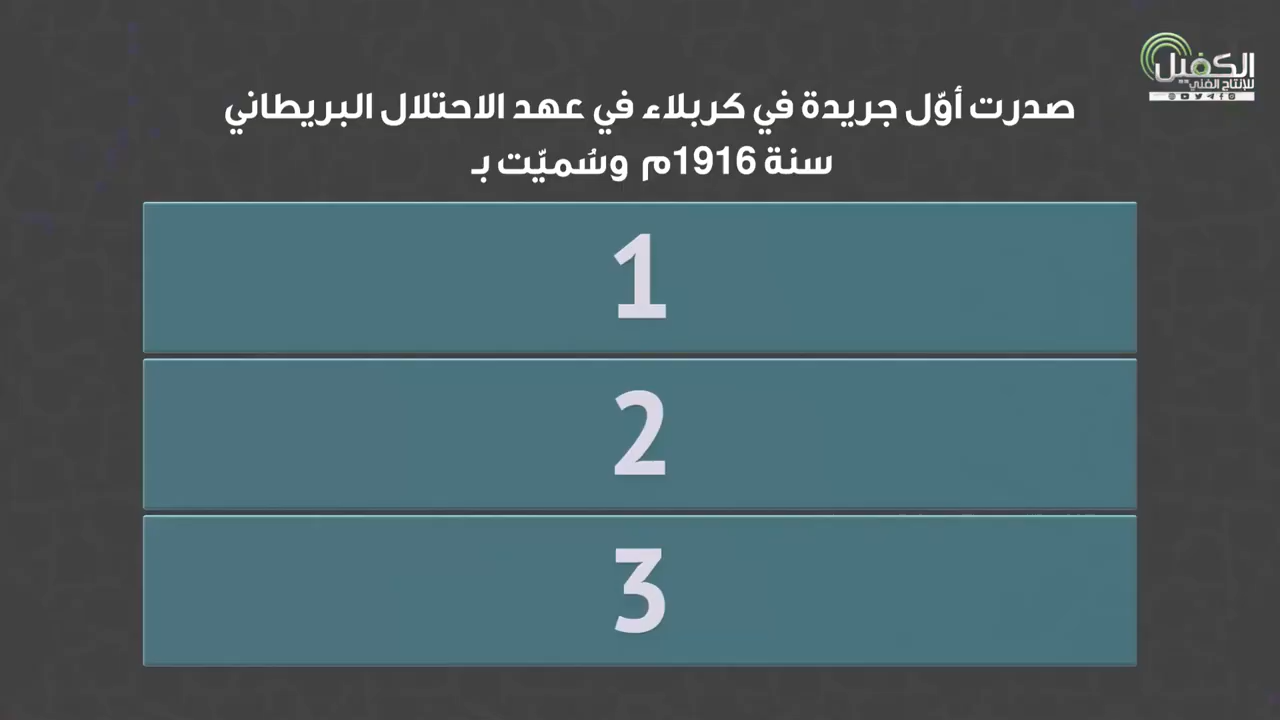 الكفيل
للإنتاج الفني
صدرت أوّل جريدة في كربلاء في عهد الاحتلال البريطاني
سنة 1916م وسُميّت بـ
1
2
3